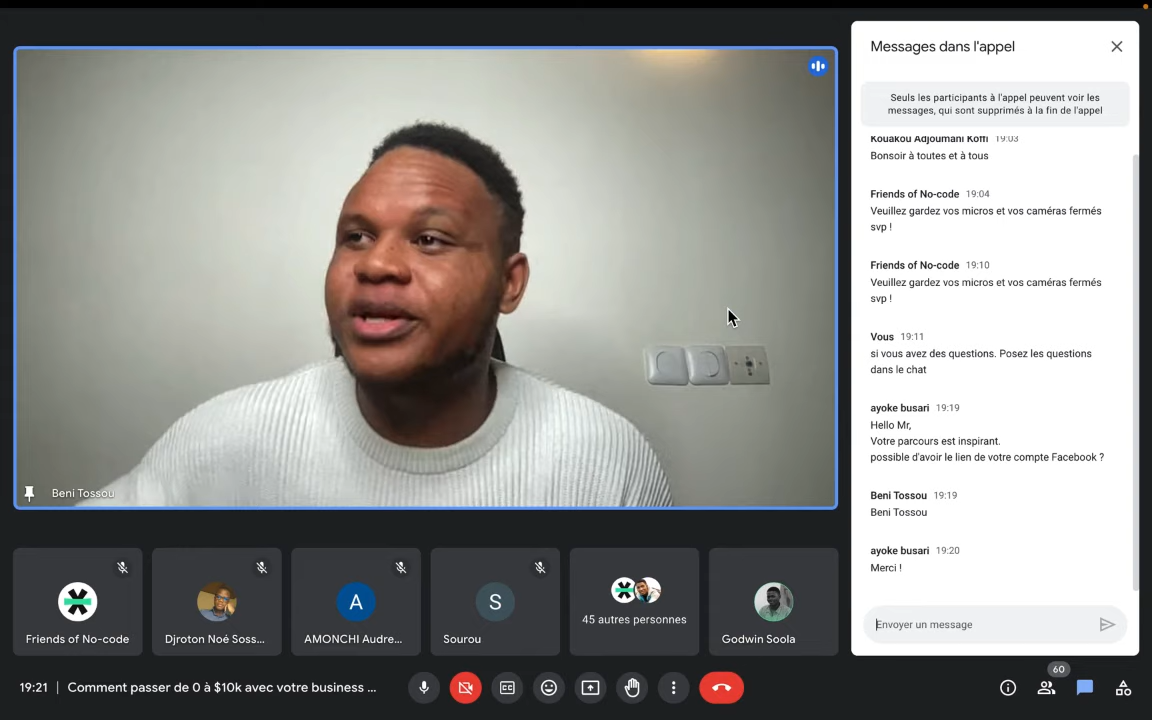 Messages dans l'appel
Seuls les participants à l'appel peuvent voir les
messages, qui sont supprimés à la fin de l'appel
Kouakou Adjoumani Koffi 19:03
Bonsoir à toutes et à tous
Friends of No-code 19:04
Veuillez gardez vos micros et vos caméras fermés
svp !
Friends of No-code 19:10
Veuillez gardez vos micros et vos caméras fermés
svp !
Vous 19:11
si vous avez des questions. Posez les questions
dans le chat
ayoke busari 19:19
Hello Mr,
Votre parcours est inspirant.
possible d'avoir le lien de votre compte Facebook ?
Beni Tossou 19:19
Beni Tossou
ayoke busari 19:20
Merci !
Envoyer un message
Beni Tossou
Friends of No-code
Djroton Noé Soss...
A
AMONCHI Audre...
S
Sourou
45 autres personnes
Godwin Soola
19:21 | Comment passer de 0 à $10k avec votre business ...
60